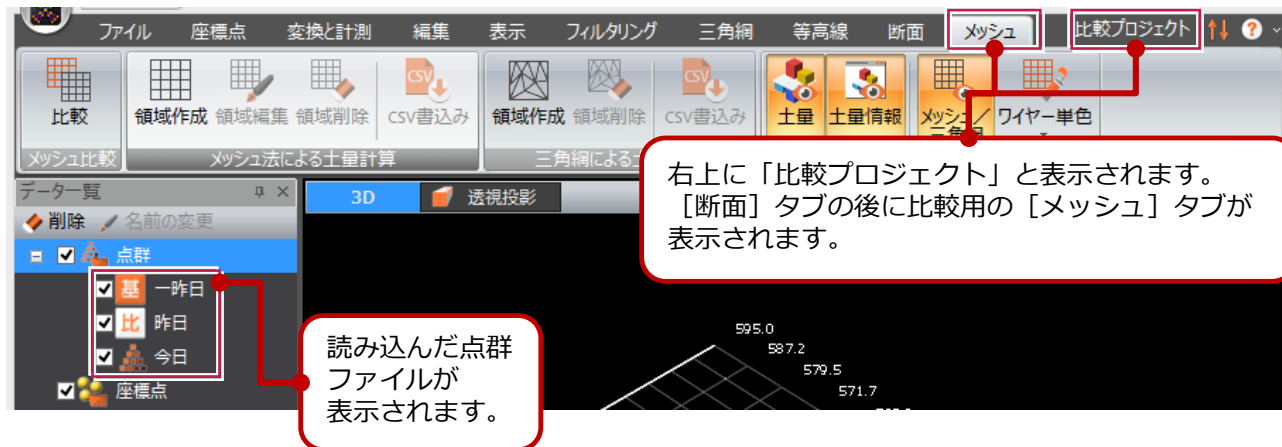 ファイル 座標点 変換と計測 編集 表示 フィルタリング 三角網 等高線 断面 メッシュ 比較プロジェクト
比較 領域作成 領域編集 領域削除 CSV書込み 領域作成 領域削除 CSV書込み 土量 土量情報 メッシュ/ ワイヤー単色
メッシュ比較 メッシュ法による土量計算 三角網による
右上に「比較プロジェクト」と表示されます。
[断面] タブの後に比較用の [メッシュ] タブが
表示されます。
データ一覧
3D 透視投影
削除 名前の変更
点群
基 一昨日
比 昨日
今日
座標点
読み込んだ点群
ファイルが
表示されます。
595.0
587.2
579.5
571.7